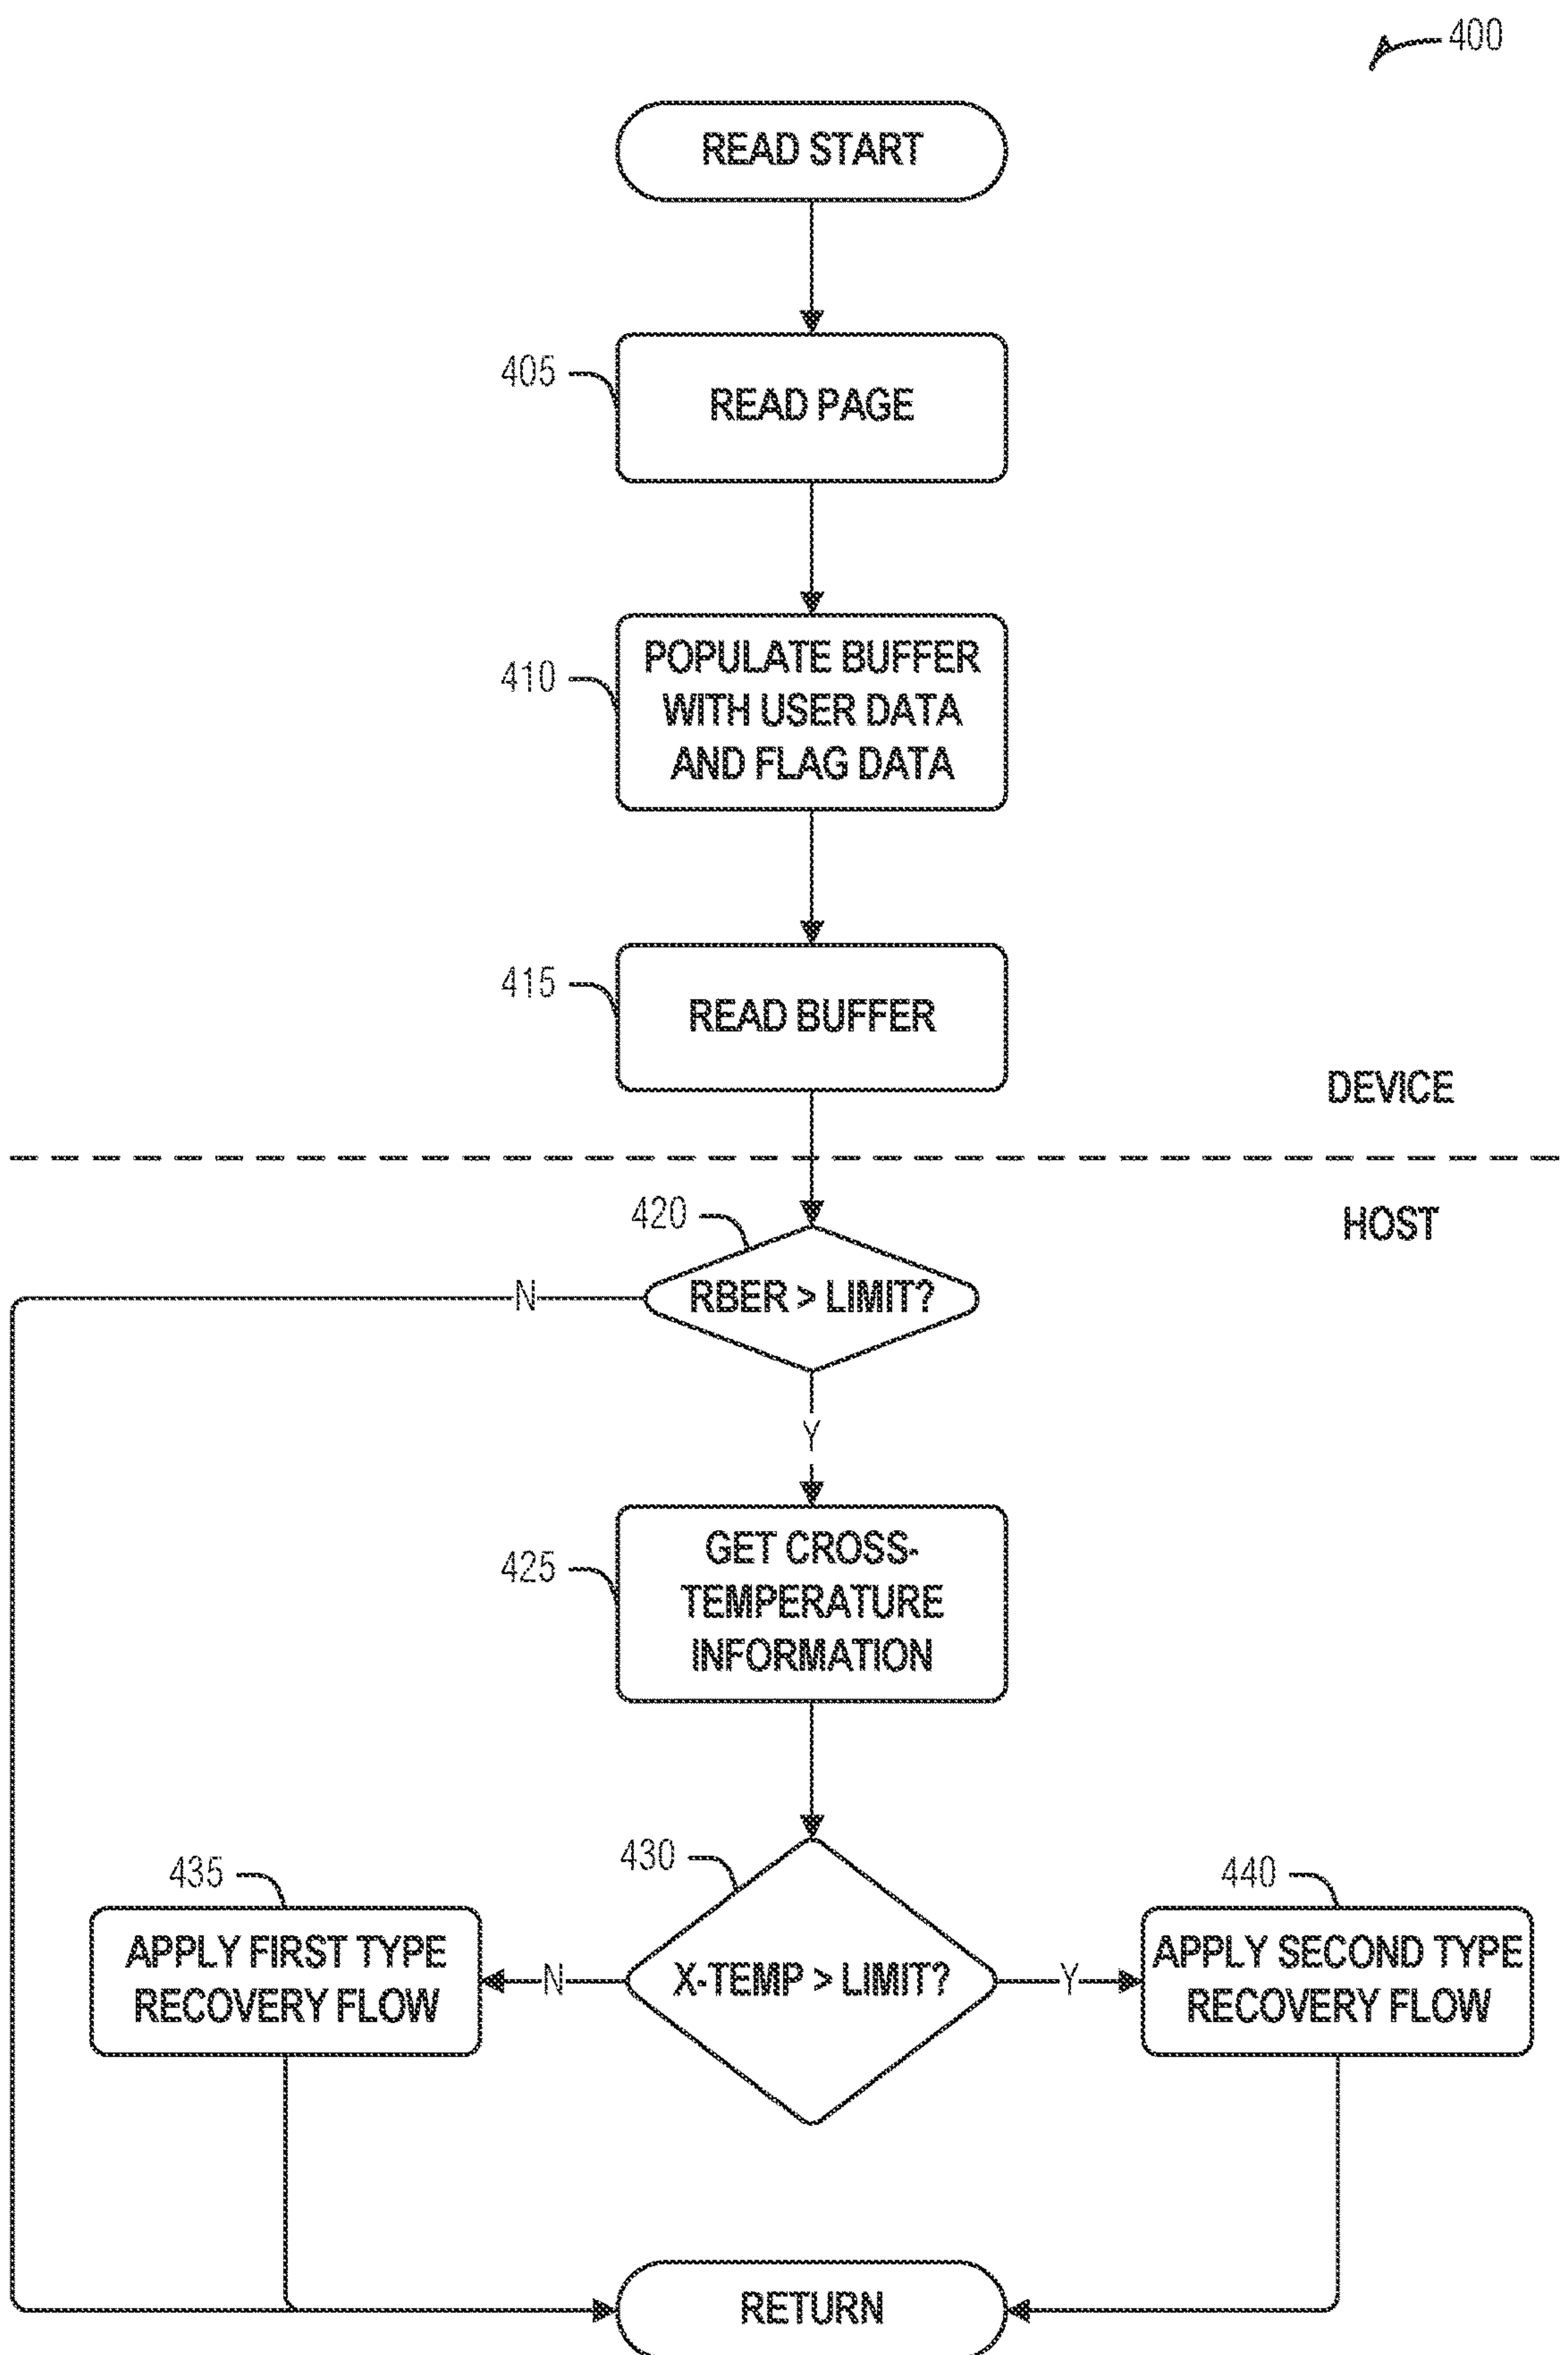 400
READ START
405
READ PAGE
410
POPULATE BUFFER
WITH USER DATA
AND FLAG DATA
415
READ BUFFER
DEVICE
HOST
420
RBER > LIMIT?
N
Y
425
GET CROSS-
TEMPERATURE
INFORMATION
430
435
440
APPLY FIRST TYPE
RECOVERY FLOW
N
X-TEMP > LIMIT?
Y
APPLY SECOND TYPE
RECOVERY FLOW
RETURN